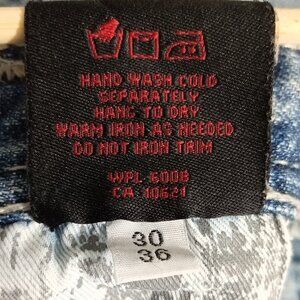 HAND WASH COLD
SEPARATELY
HANG TO DRY
WARM IRON AS NEEDED
DO NOT IRON TRIM
WPL 6008
CA 10621
30
36